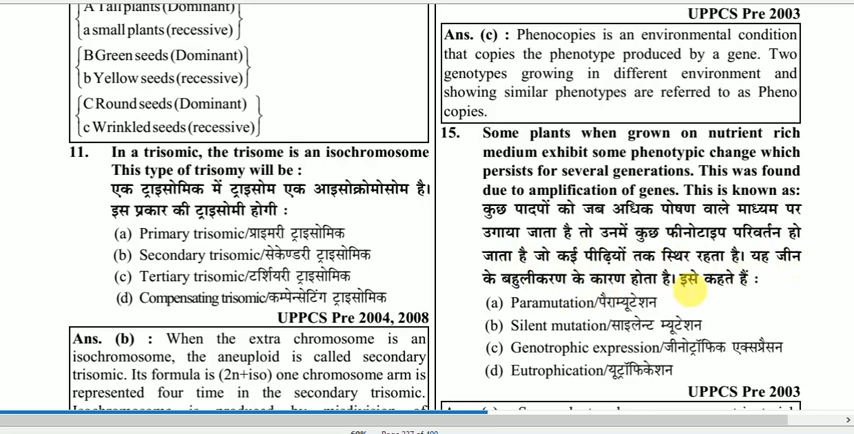 A Tall plants (Dominant)
a small plants (recessive)
B Green seeds (Dominant)
b Yellow seeds (recessive)
C Round seeds (Dominant)
c Wrinkled seeds (recessive)
11. In a trisomic, the trisome is an isochromosome
This type of trisomy will be :
एक ट्राइसोमिक में ट्राइसोम एक आइसोक्रोमोसोम है।
इस प्रकार की ट्राइसोमी होगी :
(a) Primary trisomic/प्राइमरी ट्राइसोमिक
(b) Secondary trisomic/सेकेण्डरी ट्राइसोमिक
(c) Tertiary trisomic/टर्शियरी ट्राइसोमिक
(d) Compensating trisomic/कम्पेन्सेटिंग ट्राइसोमिक
UPPCS Pre 2004, 2008
Ans. (b) : When the extra chromosome is an
isochromosome, the aneuploid is called secondary
trisomic. Its formula is (2n+iso) one chromosome arm is
represented four time in the secondary trisomic.
Isochromosome is produced by misdivision of
UPPCS Pre 2003
Ans. (c) : Phenocopies is an environmental condition
that copies the phenotype produced by a gene. Two
genotypes growing in different environment and
showing similar phenotypes are referred to as Pheno
copies.
15. Some plants when grown on nutrient rich
medium exhibit some phenotypic change which
persists for several generations. This was found
due to amplification of genes. This is known as:
कुछ पादपों को जब अधिक पोषण वाले माध्यम पर
उगाया जाता है तो उनमें कुछ फीनोटाइप परिवर्तन हो
जाता है जो कई पीढ़ियों तक स्थिर रहता है। यह जीन
के बहुलीकरण के कारण होता है। इसे कहते हैं :
(a) Paramutation/पैराम्यूटेशन
(b) Silent mutation/साइलेन्ट म्यूटेशन
(c) Genotrophic expression/जीनोट्रॉफिक एक्सप्रैसन
(d) Eutrophication/यूट्रॉफिकेशन
UPPCS Pre 2003